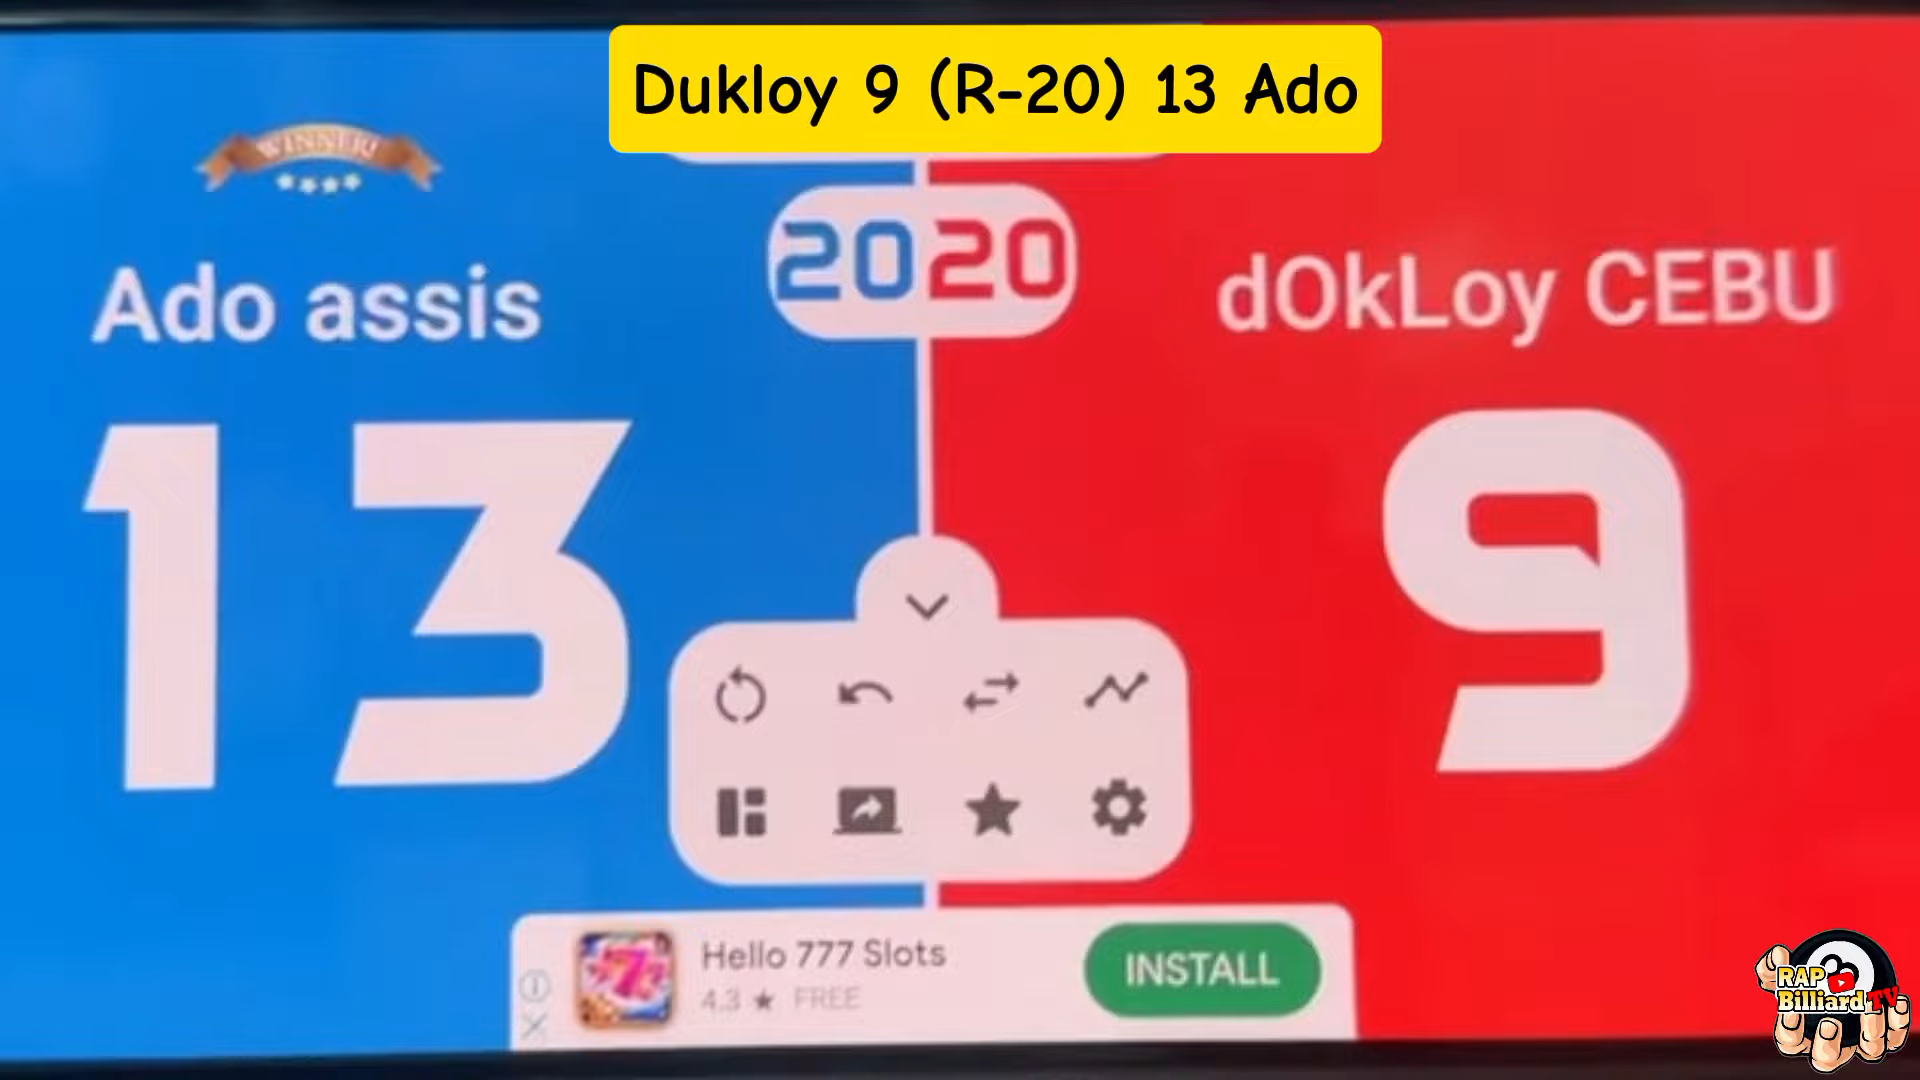 Dukloy 9 (R-20) 13 Ado
WINNER!
2020
Ado assis
dOkLoy CEBU
13
9
Hello 777 Slots
4.3 ★ FREE
INSTALL
777
RAP
Billiard TV